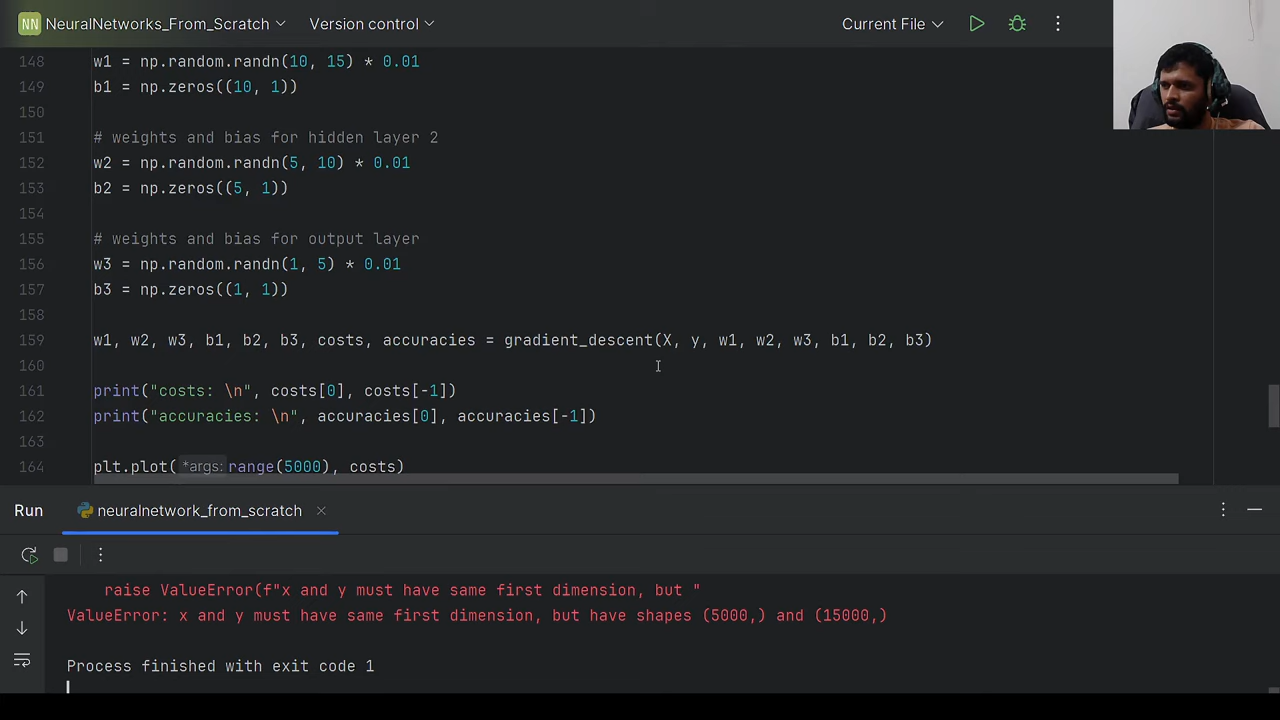 NN NeuralNetworks_From_Scratch Version control Current File
148 w1 = np.random.randn(10, 15) * 0.01
149 b1 = np.zeros((10, 1))
150
151 # weights and bias for hidden layer 2
152 w2 = np.random.randn(5, 10) * 0.01
153 b2 = np.zeros((5, 1))
154
155 # weights and bias for output layer
156 w3 = np.random.randn(1, 5) * 0.01
157 b3 = np.zeros((1, 1))
158
159 w1, w2, w3, b1, b2, b3, costs, accuracies = gradient_descent(X, y, w1, w2, w3, b1, b2, b3)
160
161 print("costs: \n", costs[0], costs[-1])
162 print("accuracies: \n", accuracies[0], accuracies[-1])
163
164 plt.plot( *args: range(5000), costs)
Run neuralnetwork_from_scratch
raise ValueError(f"x and y must have same first dimension, but "
ValueError: x and y must have same first dimension, but have shapes (5000,) and (15000,)
Process finished with exit code 1